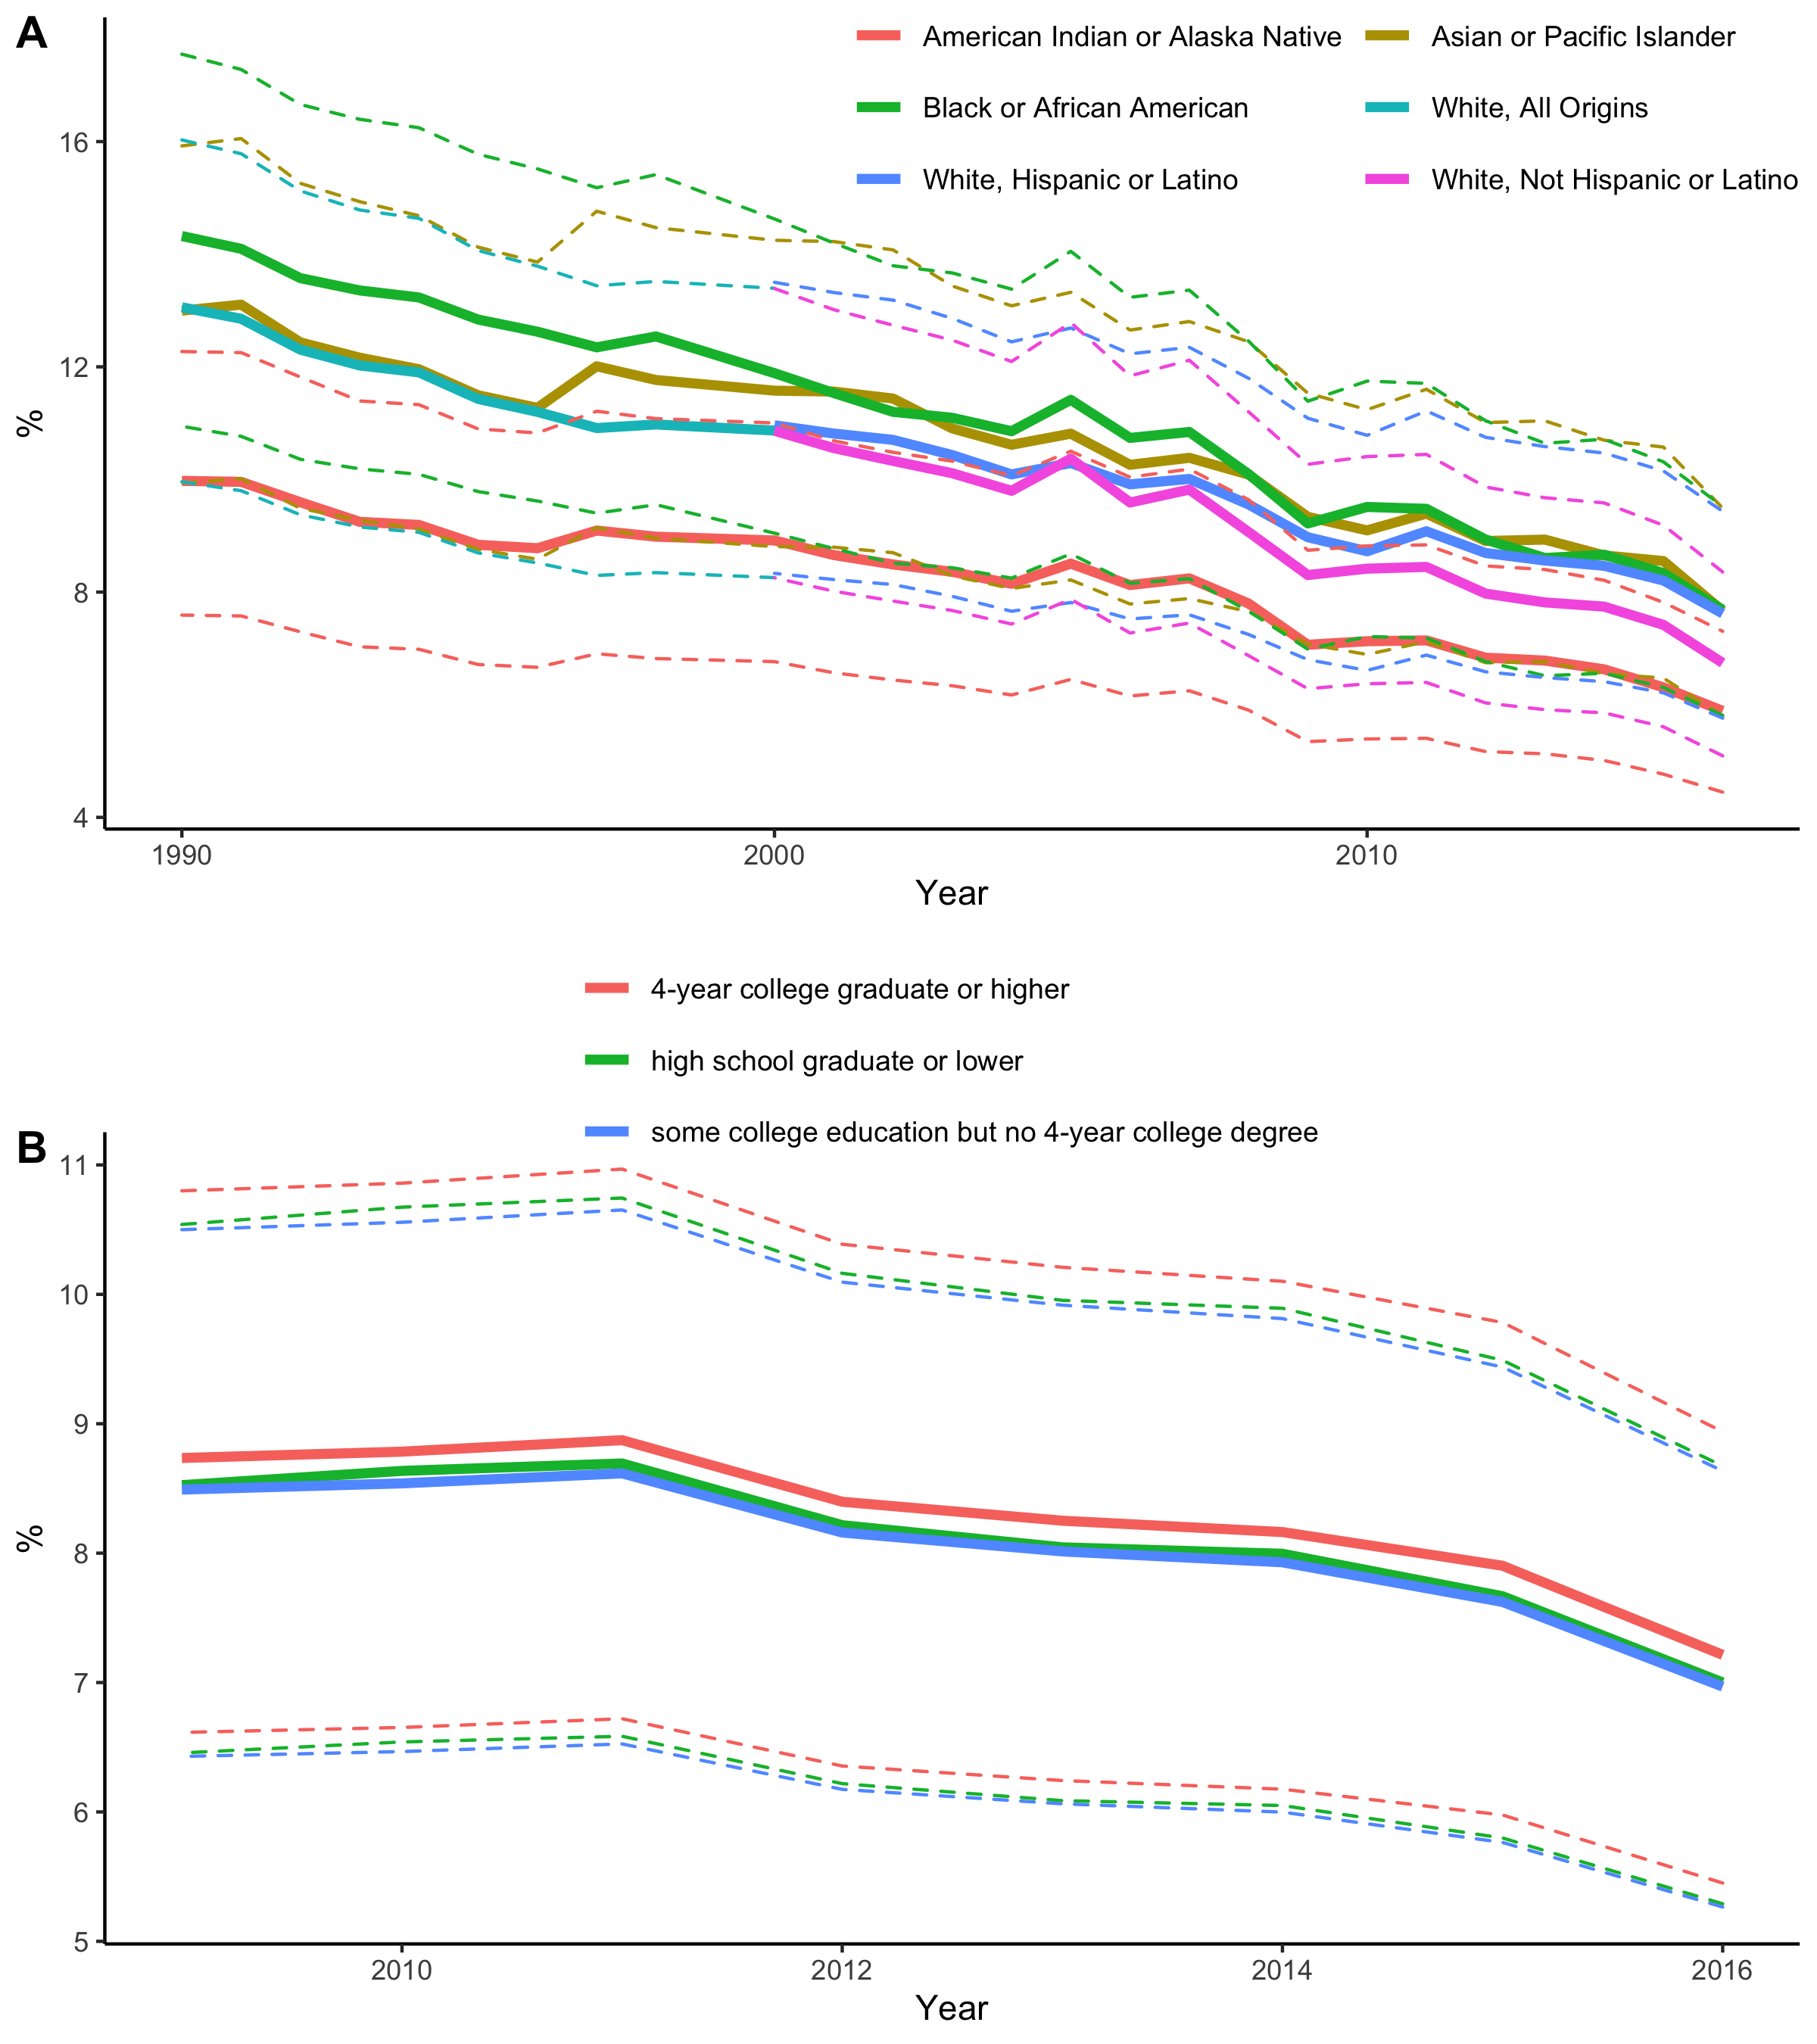 A
American Indian or Alaska Native
Asian or Pacific Islander
Black or African American
White, All Origins
White, Hispanic or Latino
White, Not Hispanic or Latino
16
12
8
4
%
1990
2000
2010
Year
4-year college graduate or higher
high school graduate or lower
some college education but no 4-year college degree
B
11
10
9
8
7
6
5
%
2010
2012
2014
2016
Year